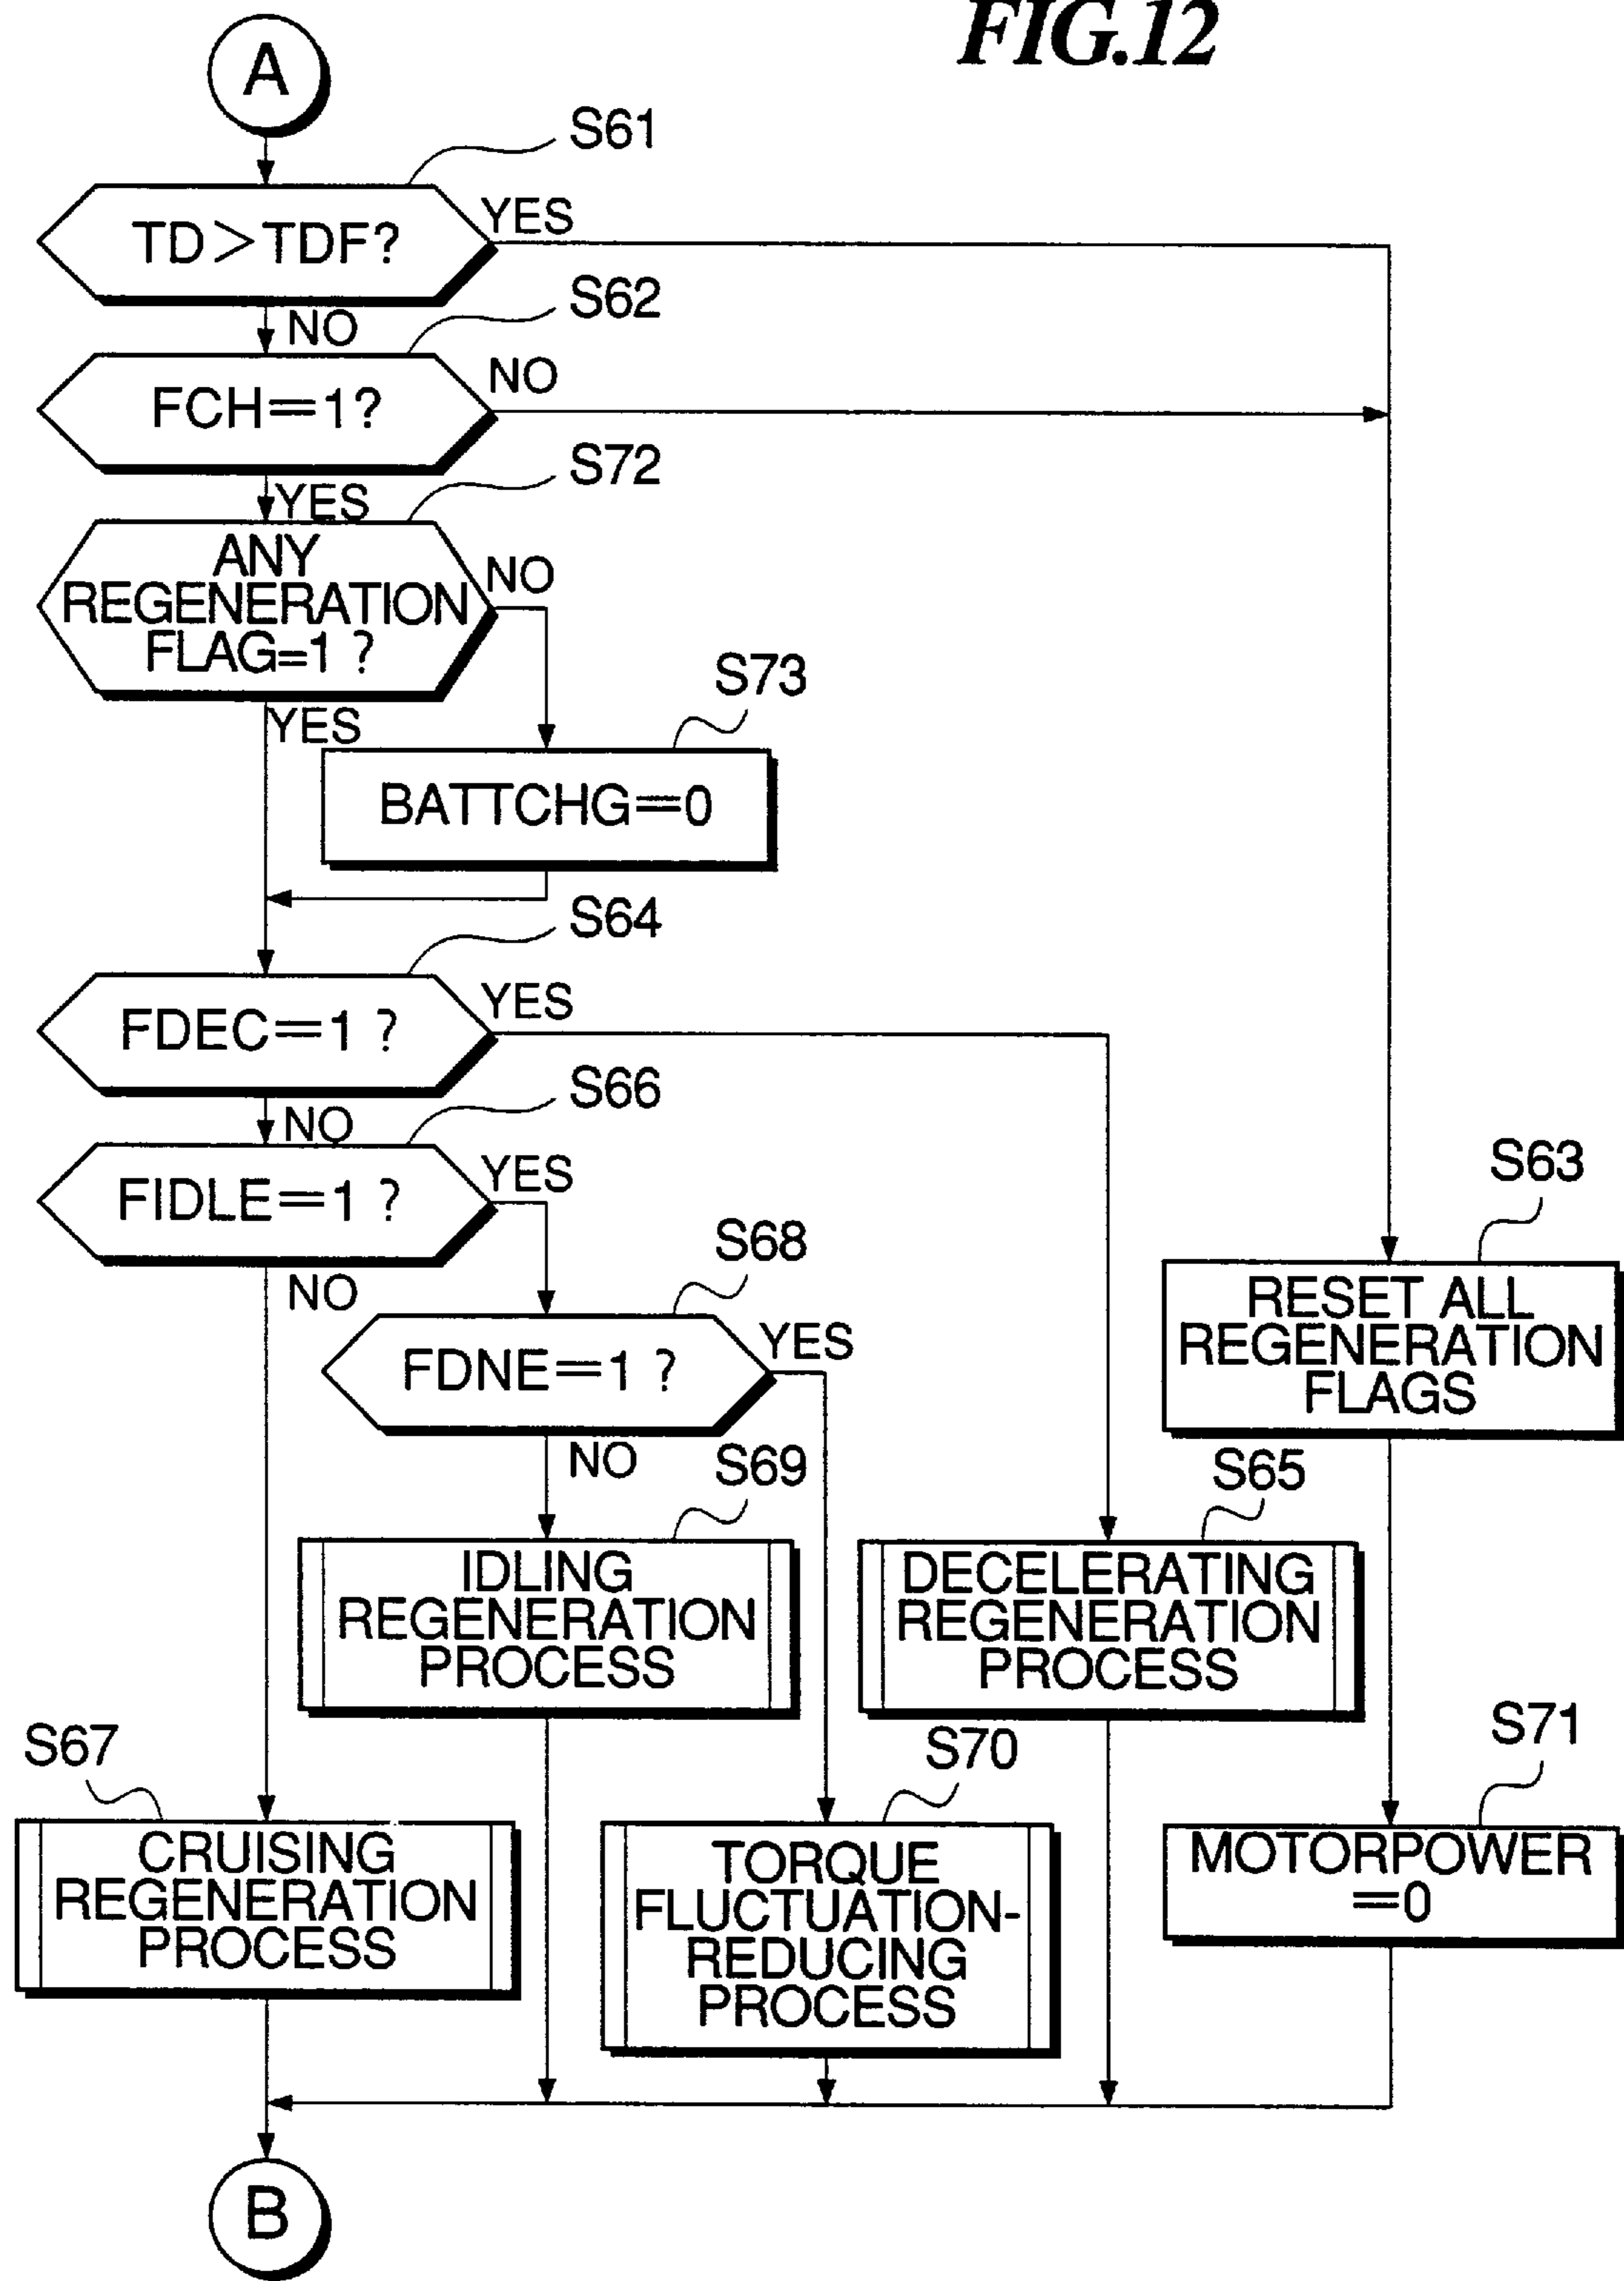 FIG.12
A
S61
TD>TDF?
YES
NO
S62
FCH=1?
NO
YES
S72
ANY
REGENERATION
FLAG=1 ?
NO
YES
S73
BATTCHG=0
S64
FDEC=1 ?
YES
NO
S66
FIDLE=1 ?
YES
NO
S68
FDNE=1 ?
YES
NO
S63
RESET ALL
REGENERATION
FLAGS
S69
IDLING
REGENERATION
PROCESS
S65
DECELERATING
REGENERATION
PROCESS
S67
CRUISING
REGENERATION
PROCESS
S70
TORQUE
FLUCTUATION-
REDUCING
PROCESS
S71
MOTORPOWER
=0
B